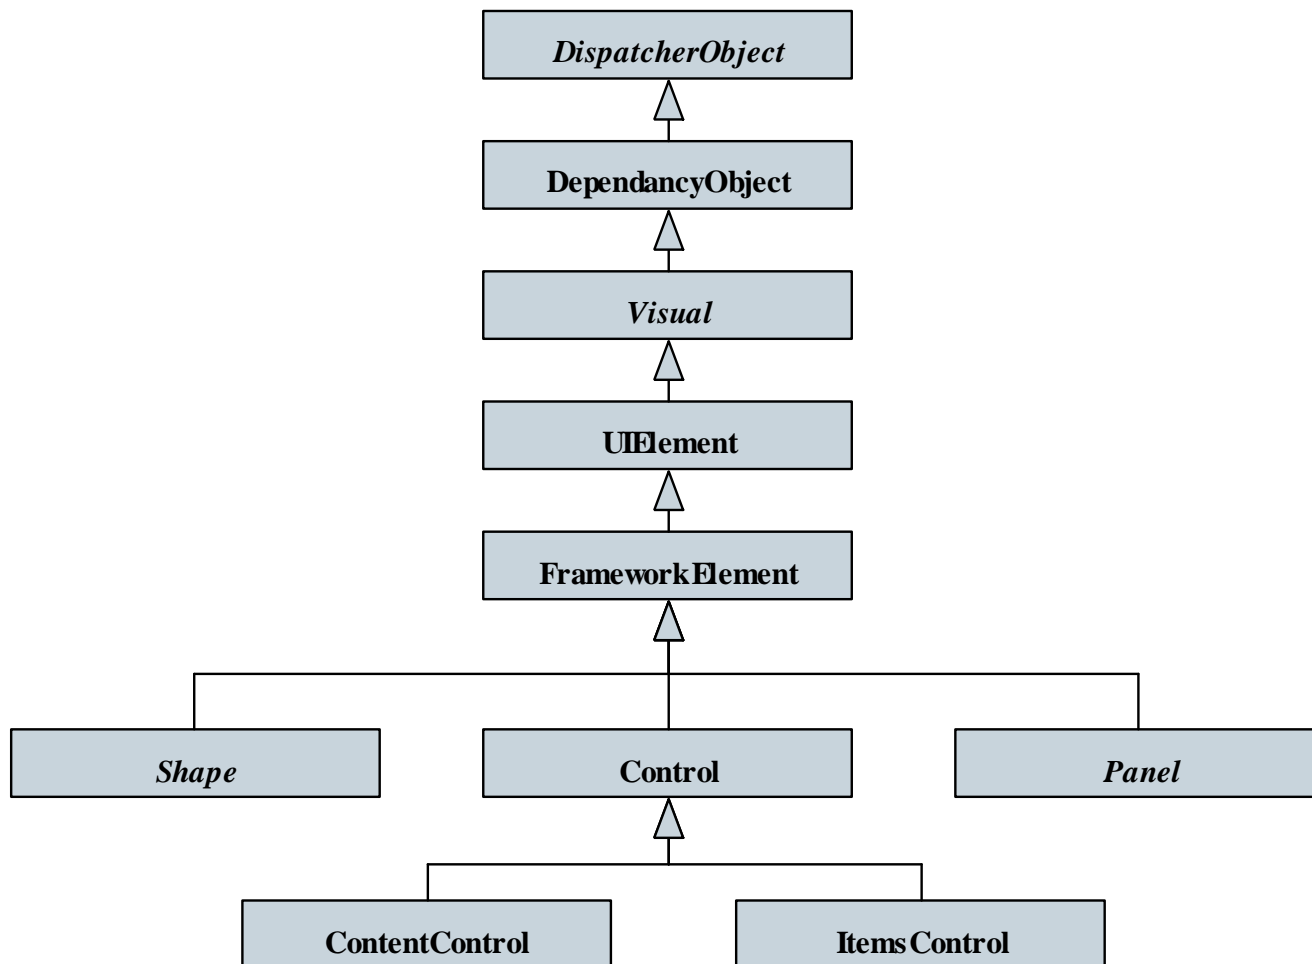 DispatcherObject
DependancyObject
Visual
UIElement
FrameworkElement
Shape
Control
Panel
ContentControl
ItemsControl